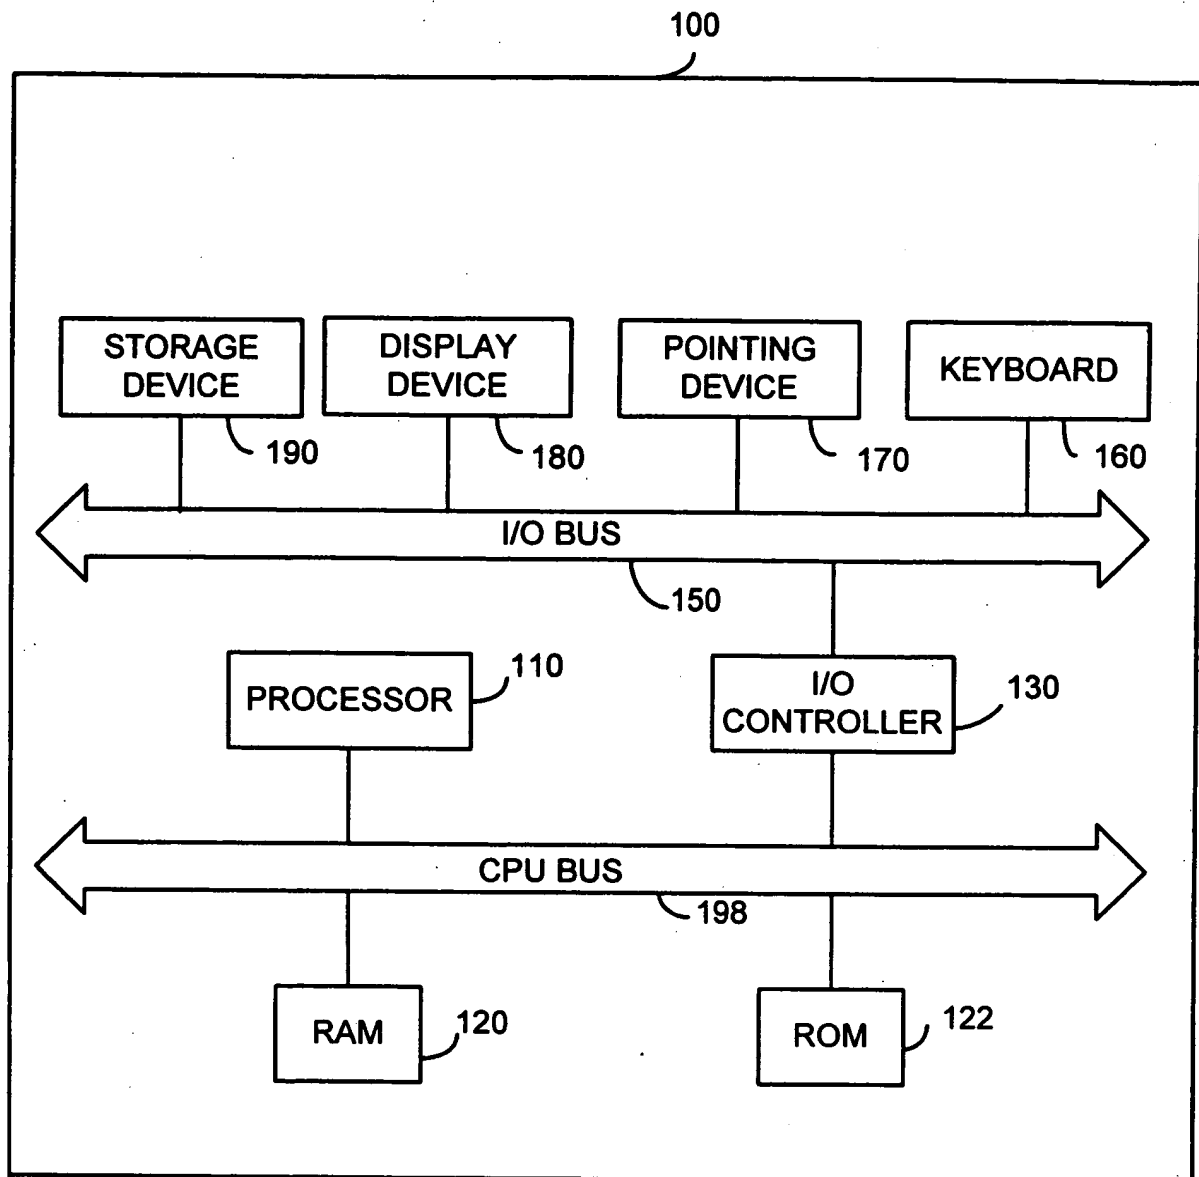 100
STORAGE
DEVICE
190
DISPLAY
DEVICE
180
POINTING
DEVICE
170
KEYBOARD
160
I/O BUS
150
PROCESSOR
110
I/O
CONTROLLER
130
CPU BUS
198
RAM
120
ROM
122